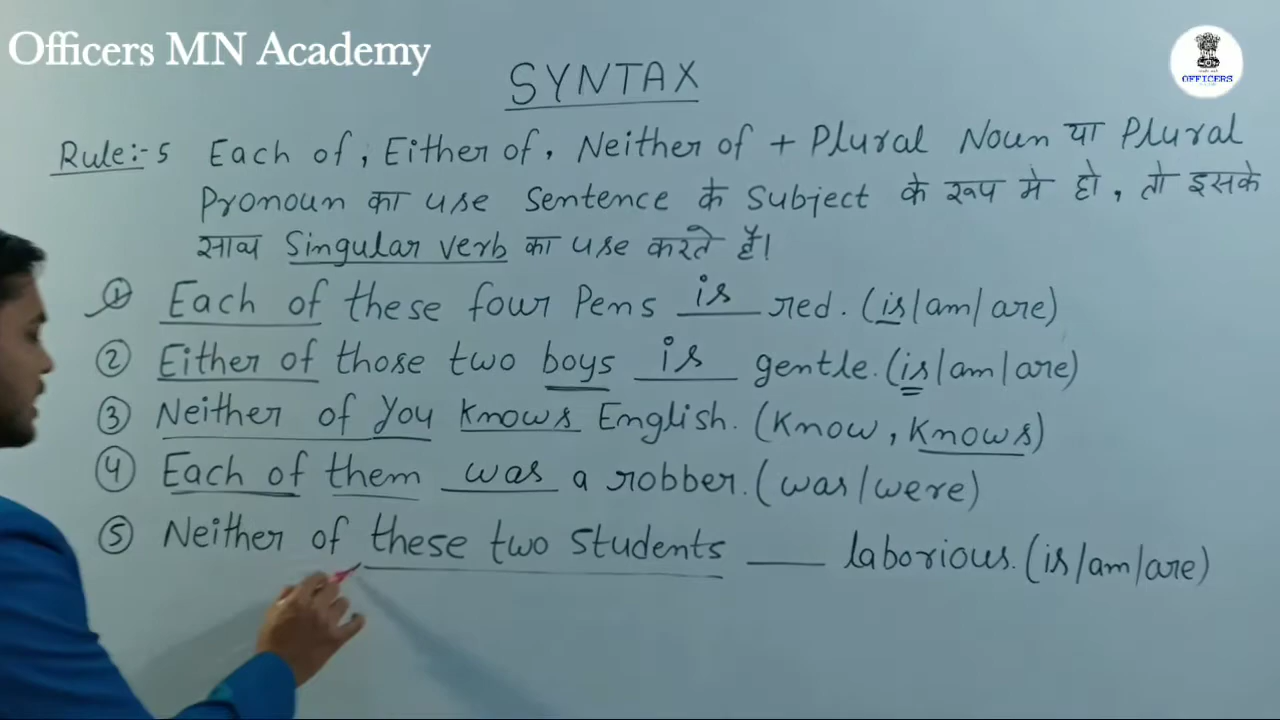 Officers MN Academy
OFFICERS
SYNTAX
Rule:- 5 Each of, Either of, Neither of + Plural Noun या Plural
Pronoun का use Sentence के Subject के रूप मे हो, तो इसके
साथ Singular verb का use करते हैं।
① Each of these four Pens is red. (is/am/are)
② Either of those two boys is gentle. (is/am/are)
③ Neither of you knows English. (Know, knows)
④ Each of them was a robber. (was/were)
⑤ Neither of these two students ___ laborious. (is/am/are)